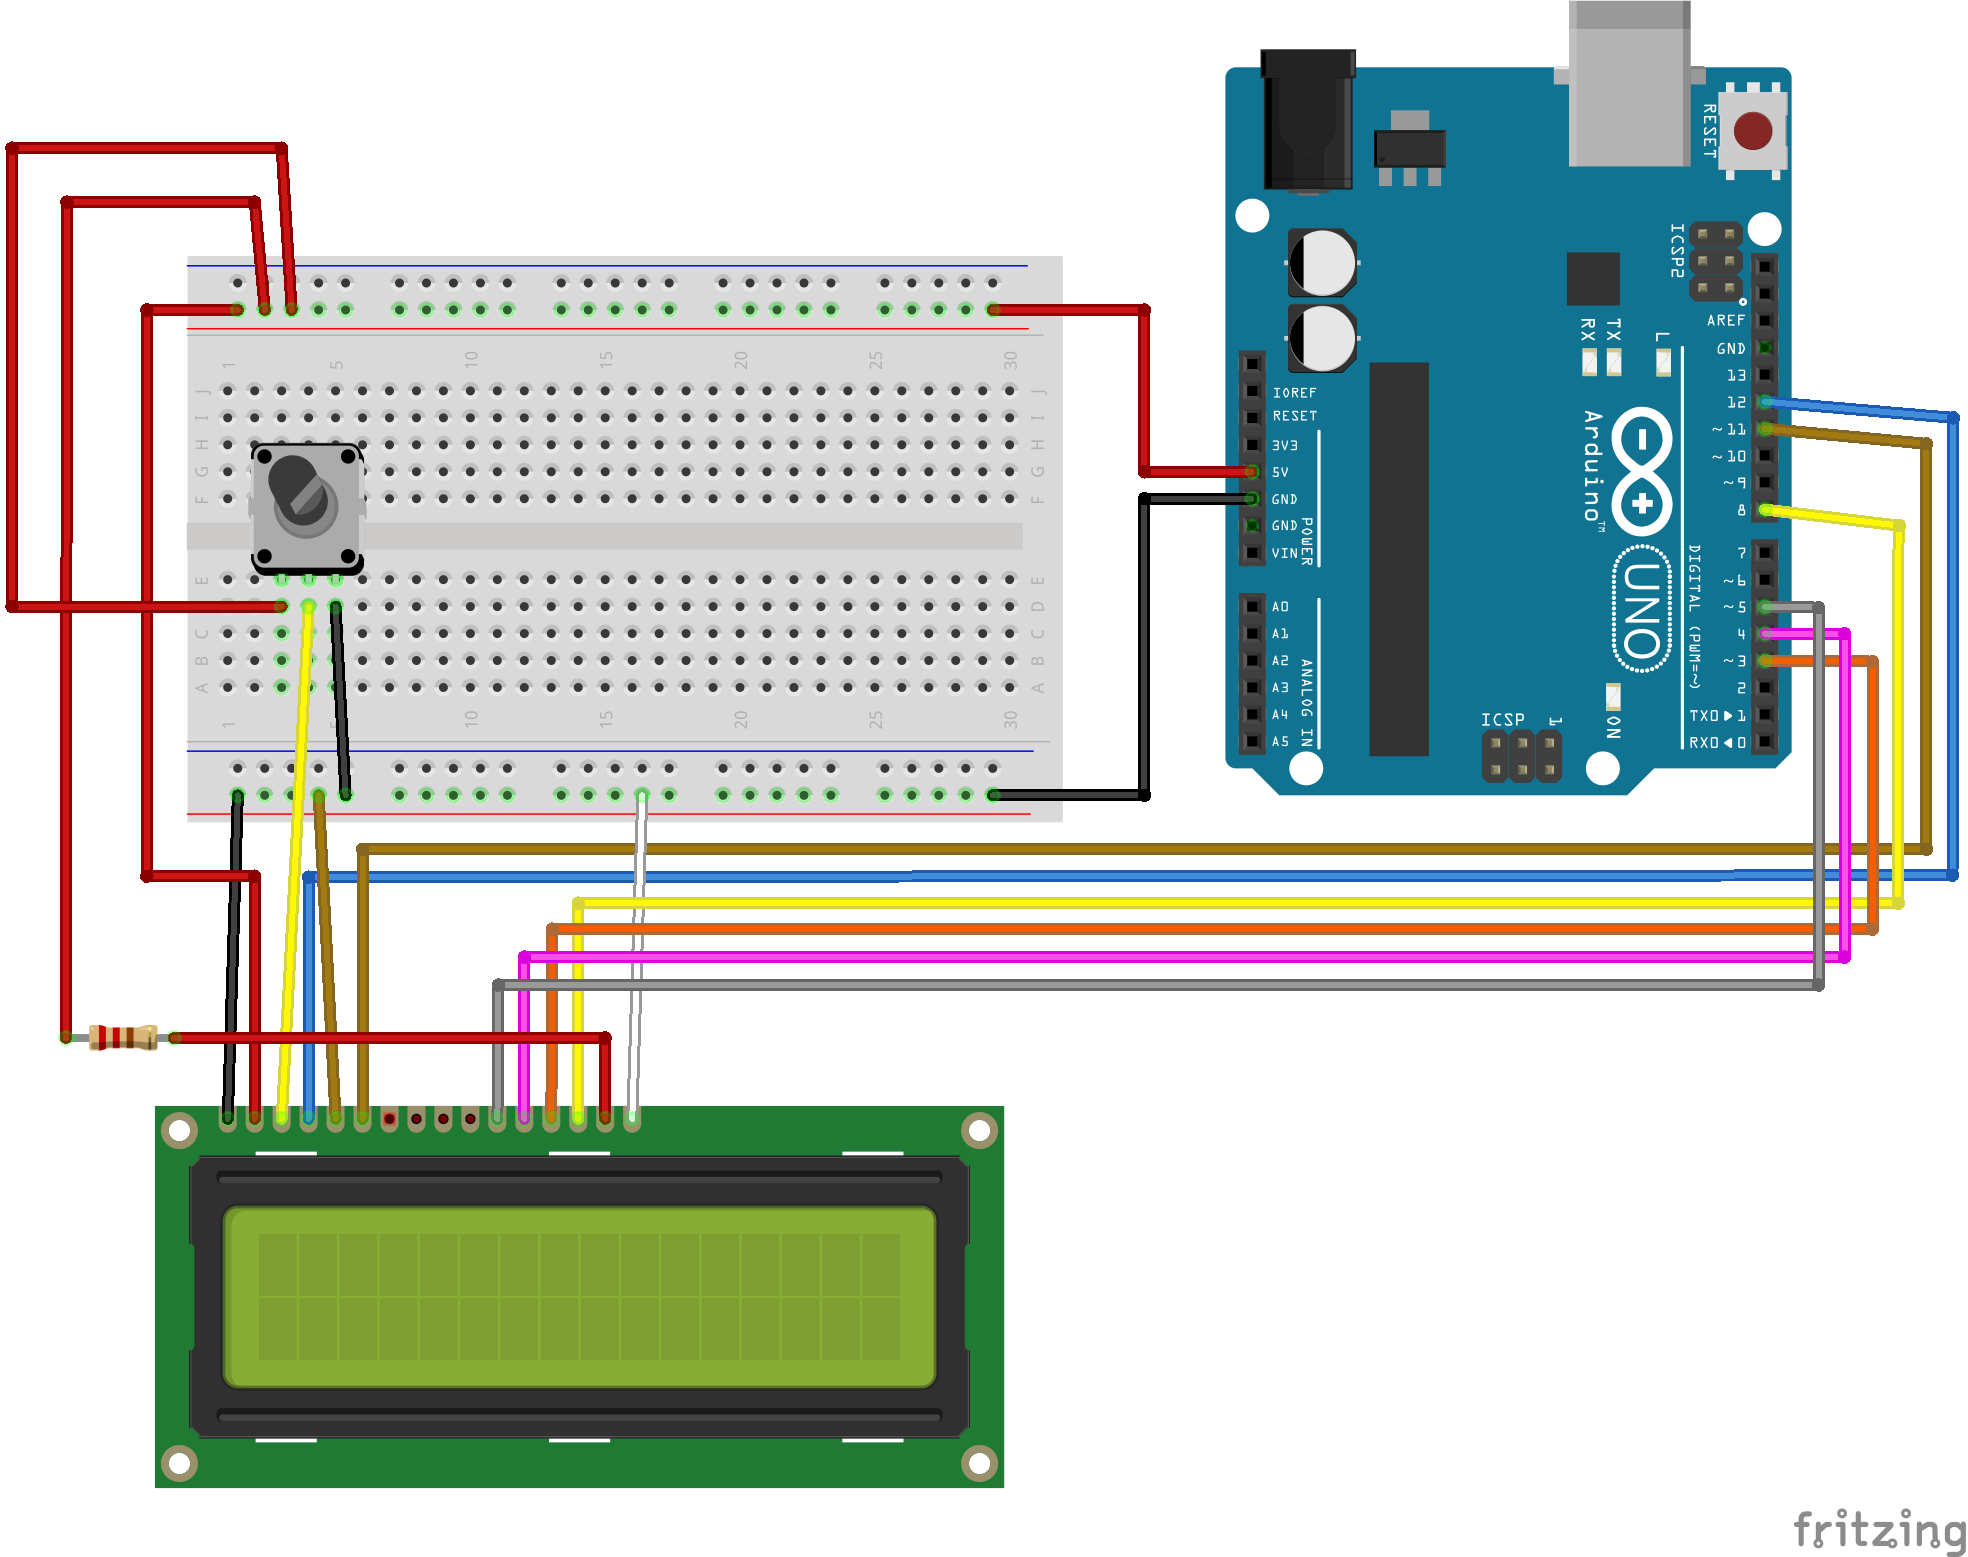 RESET
ICSP2
AREF
GND
13
12
~11
~10
~9
8
7
~6
~5
4
~3
2
TX0▶1
RX0◀0
RX
TX
L
IOREF
RESET
3V3
5V
GND
GND
VIN
POWER
A0
A1
A2
A3
A4
A5
ANALOG IN
Arduino™
UNO
DIGITAL (PWM=~)
ICSP
1
ON
1 5 10 15 20 25 30
J J
I I
H H
G G
F F
E E
D D
C C
B B
A A
1 5 10 15 20 25 30
fritzing